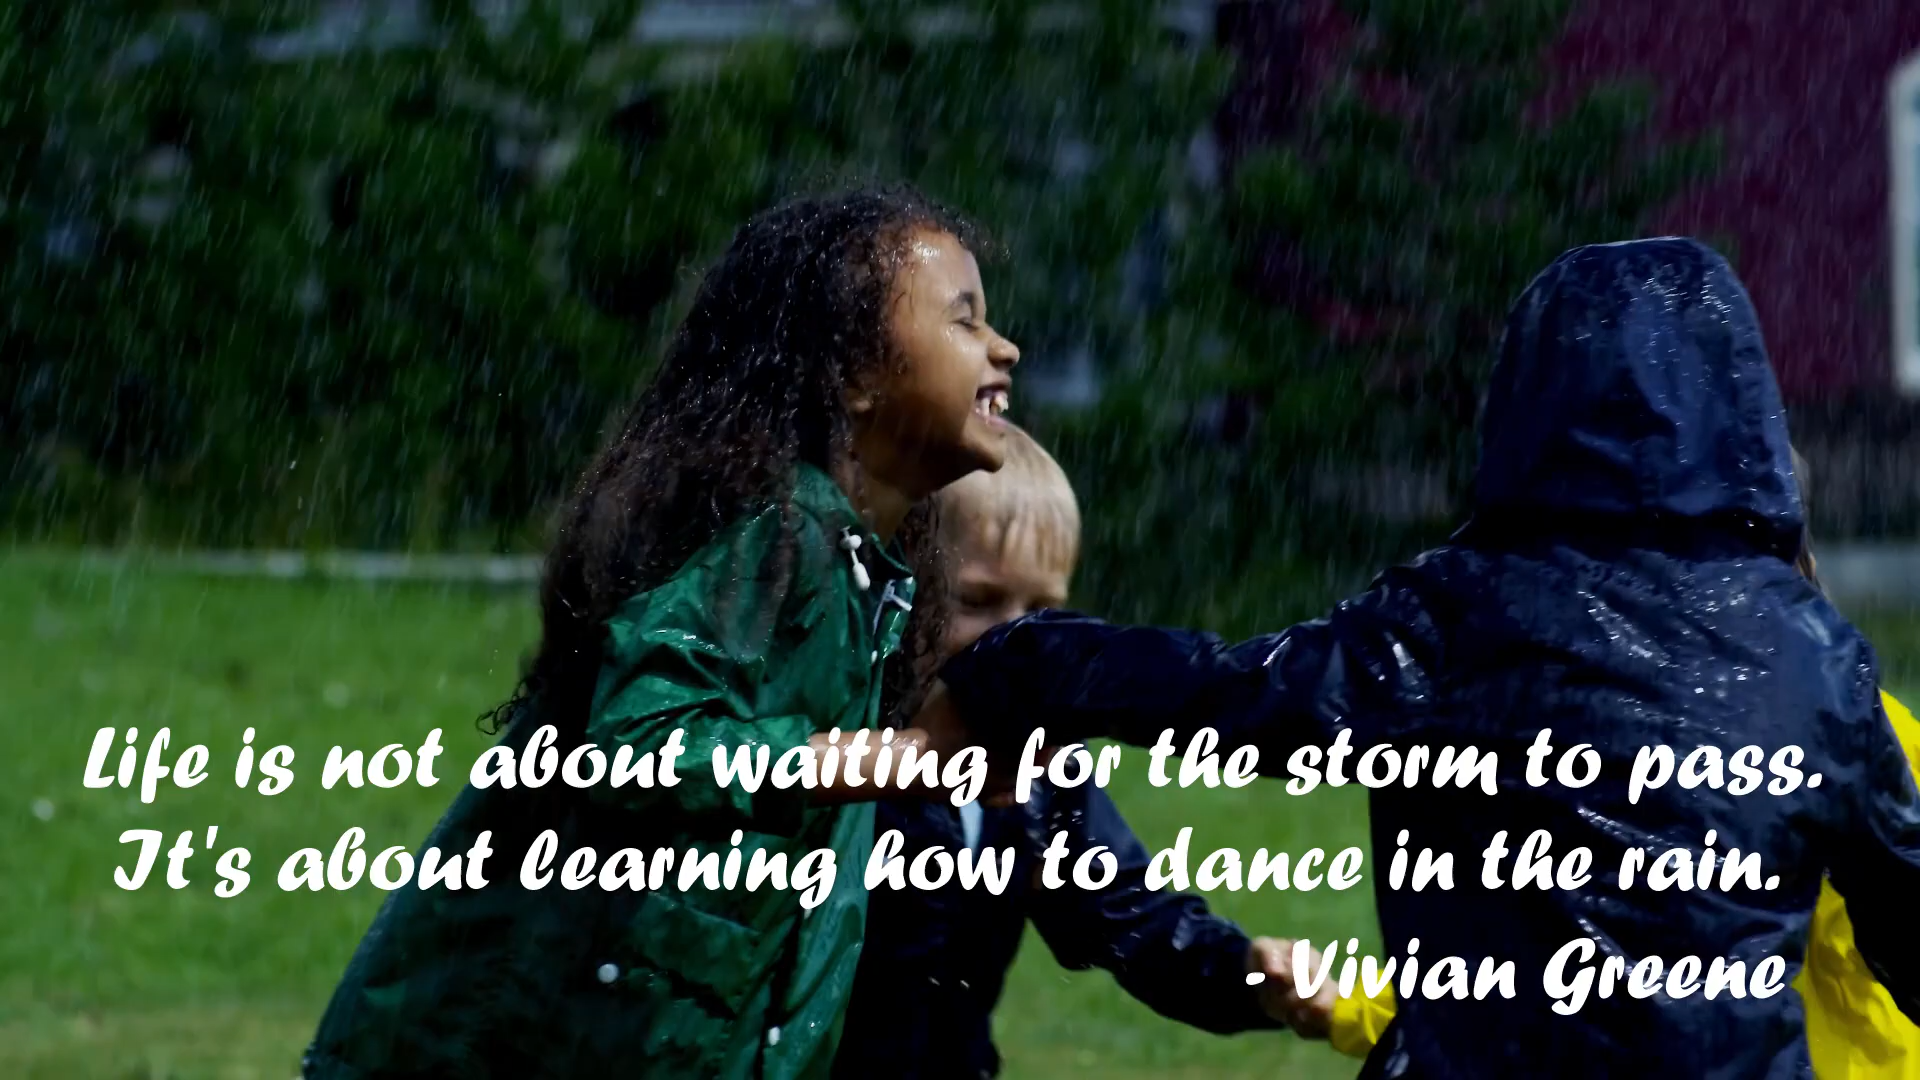 Life is not about waiting for the storm to pass.
It's about learning how to dance in the rain.
- Vivian Greene